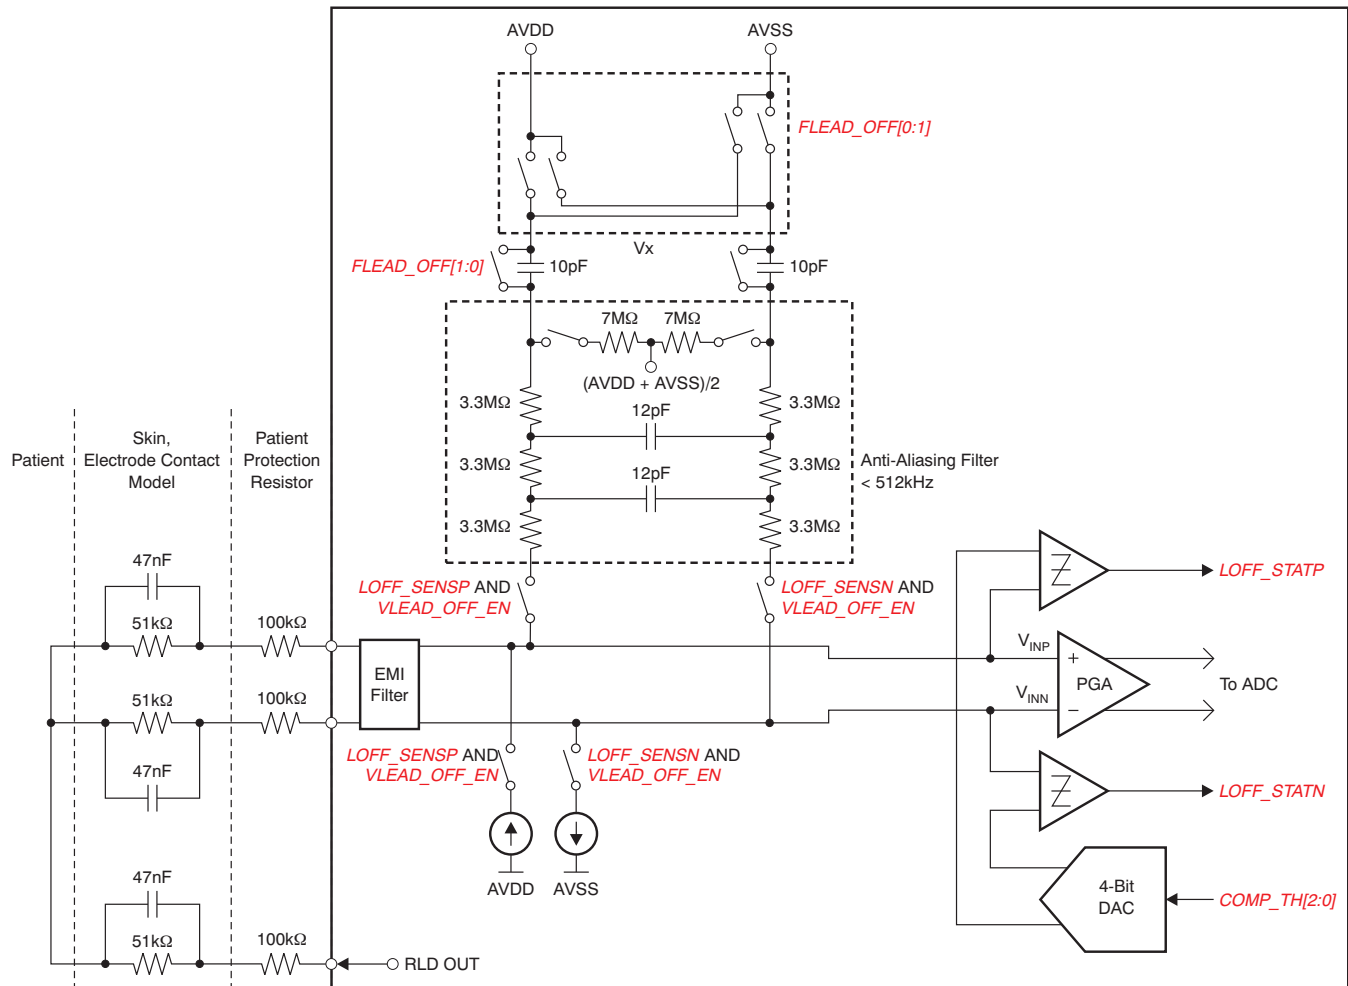 AVDD
AVSS
FLEAD_OFF[0:1]
Vx
FLEAD_OFF[1:0]
10pF
10pF
7MΩ
7MΩ
(AVDD + AVSS)/2
3.3MΩ
12pF
3.3MΩ
3.3MΩ
12pF
3.3MΩ
Anti-Aliasing Filter
< 512kHz
3.3MΩ
3.3MΩ
Patient
Skin,
Electrode Contact
Model
Patient
Protection
Resistor
47nF
51kΩ
100kΩ
51kΩ
100kΩ
47nF
47nF
51kΩ
100kΩ
EMI
Filter
LOFF_SENSP AND
VLEAD_OFF_EN
LOFF_SENSN AND
VLEAD_OFF_EN
LOFF_SENSP AND
VLEAD_OFF_EN
LOFF_SENSN AND
VLEAD_OFF_EN
AVDD
AVSS
RLD OUT
LOFF_STATP
VINP
+
PGA
To ADC
VINN
−
LOFF_STATN
4-Bit
DAC
COMP_TH[2:0]